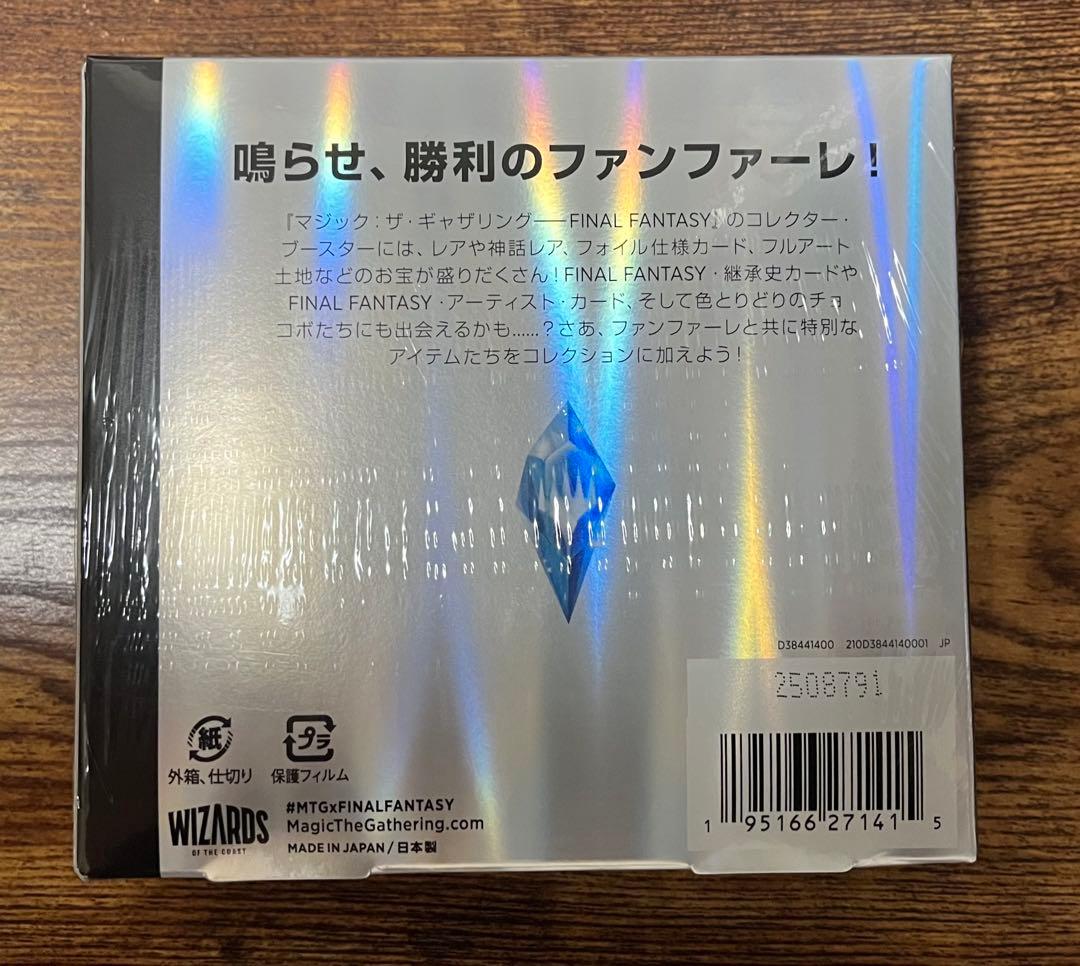 鳴らせ、勝利のファンファーレ！
『マジック：ザ・ギャザリング——FINAL FANTASY』のコレクター・
ブースターには、レアや神話レア、フォイル仕様カード、フルアート
土地などのお宝が盛りだくさん！FINAL FANTASY・継承史カードや
FINAL FANTASY・アーティスト・カード、そして色とりどりのチョ
コボたちにも出会えるかも……？さあ、ファンファーレと共に特別な
アイテムたちをコレクションに加えよう！
D38441400 210D3844140001 JP
2508791
紙
プラ
外箱、仕切り 保護フィルム
WIZARDS
OF THE COAST
#MTGxFINALFANTASY
MagicTheGathering.com
MADE IN JAPAN / 日本製
1 95166 27141 5